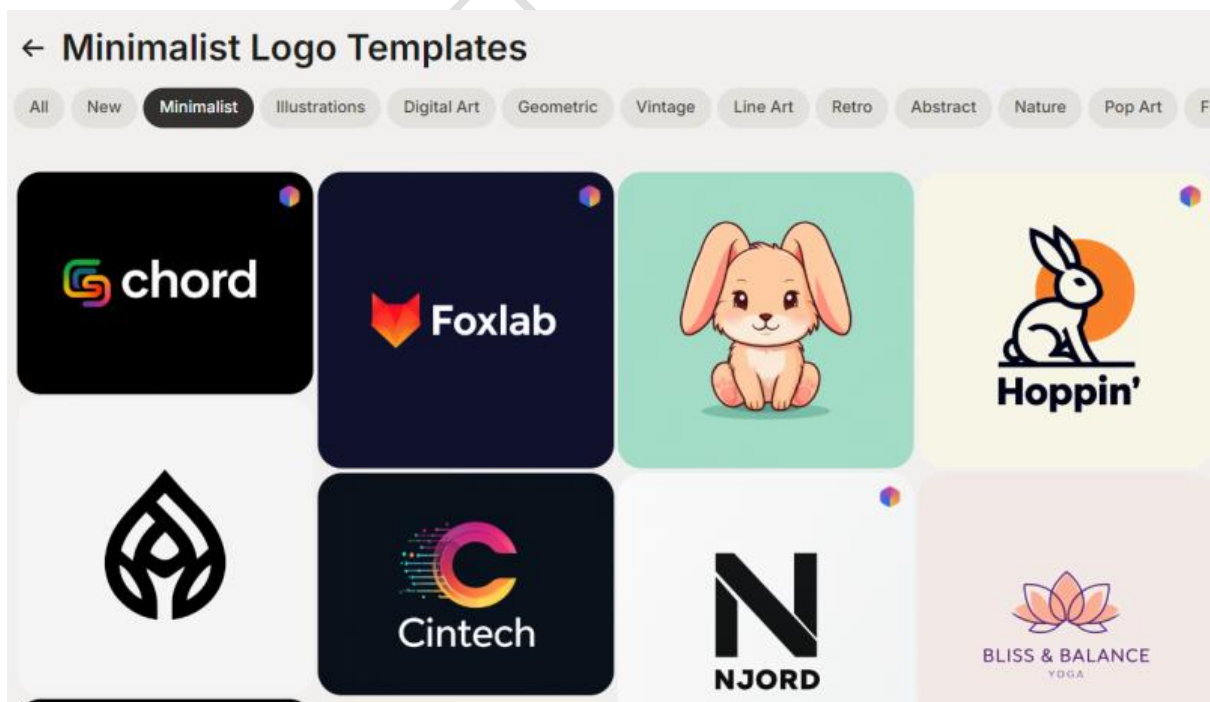 ← Minimalist Logo Templates
All New Minimalist Illustrations Digital Art Geometric Vintage Line Art Retro Abstract Nature Pop Art F
chord
Foxlab
Hoppin'
Cintech
N
NJORD
BLISS & BALANCE
YOGA